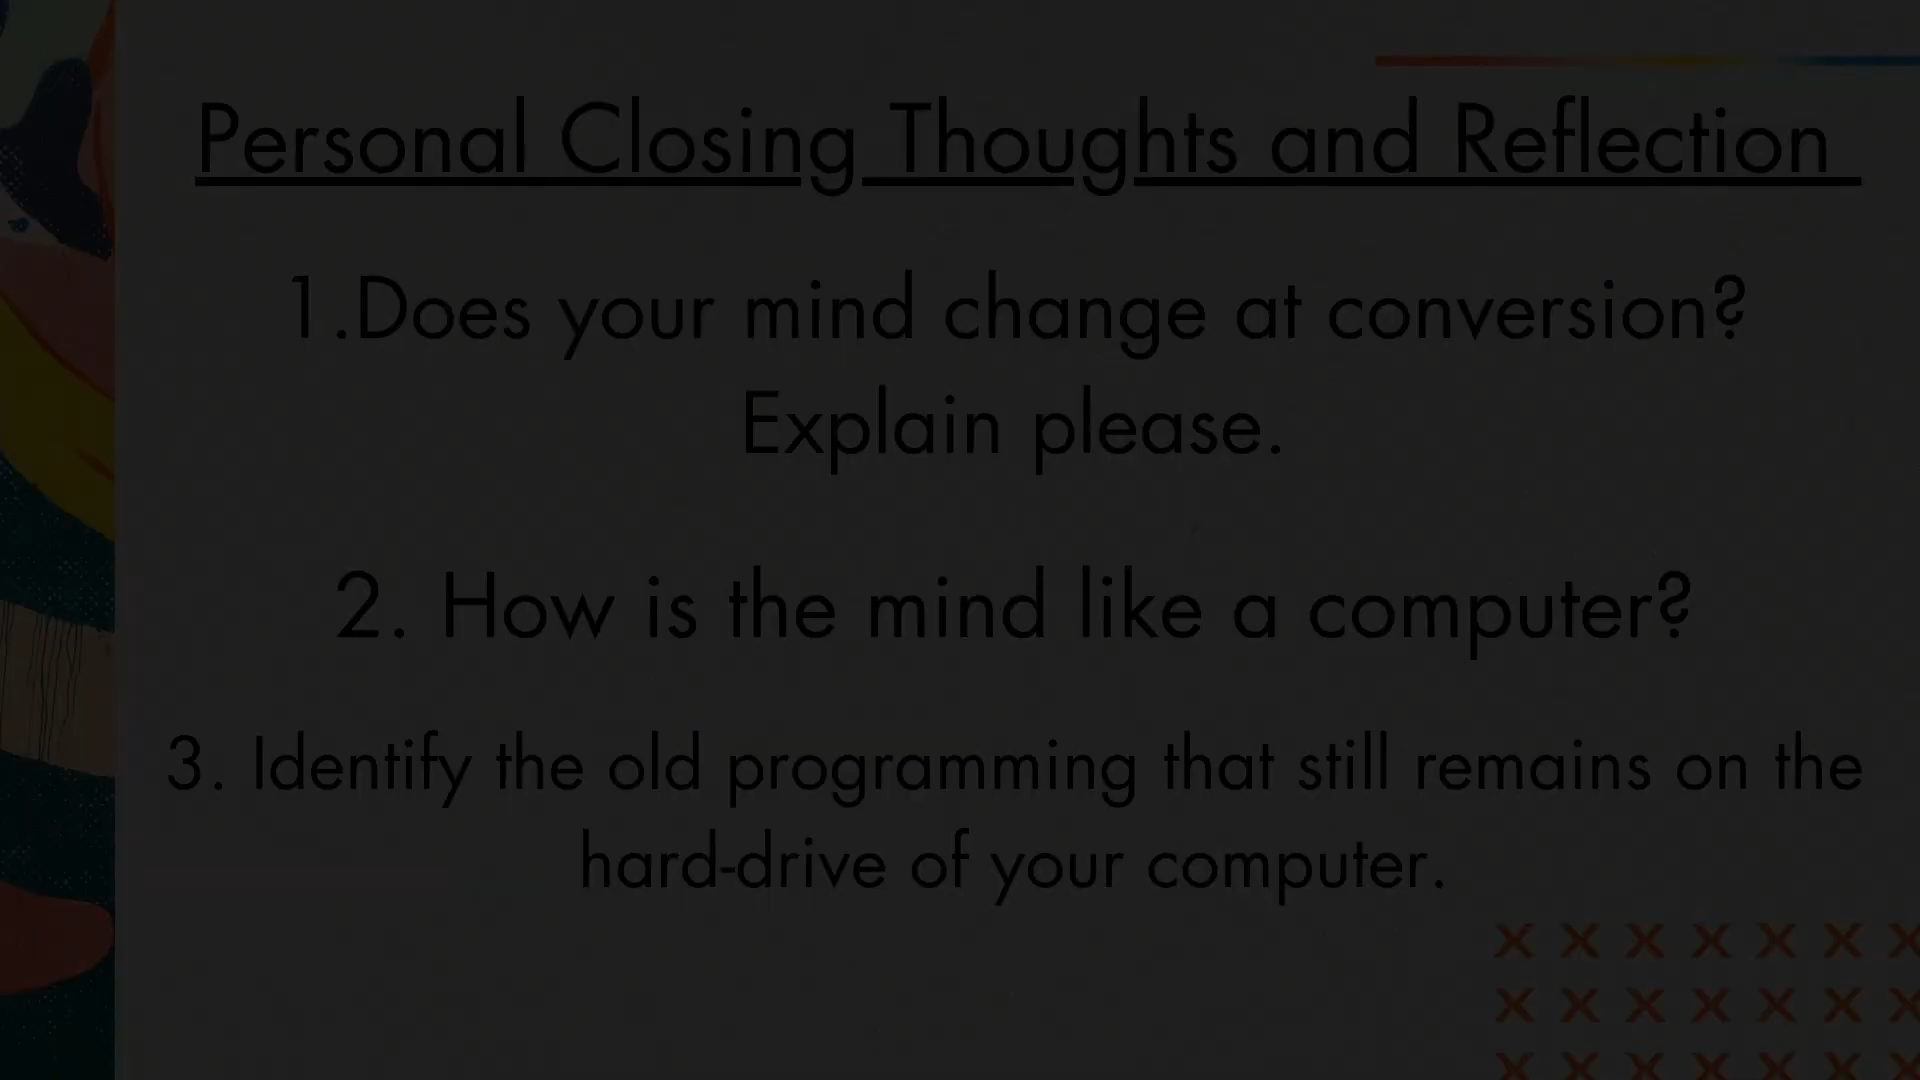 Personal Closing Thoughts and Reflection
1.Does your mind change at conversion?
Explain please.
2. How is the mind like a computer?
3. Identify the old programming that still remains on the
hard-drive of your computer.